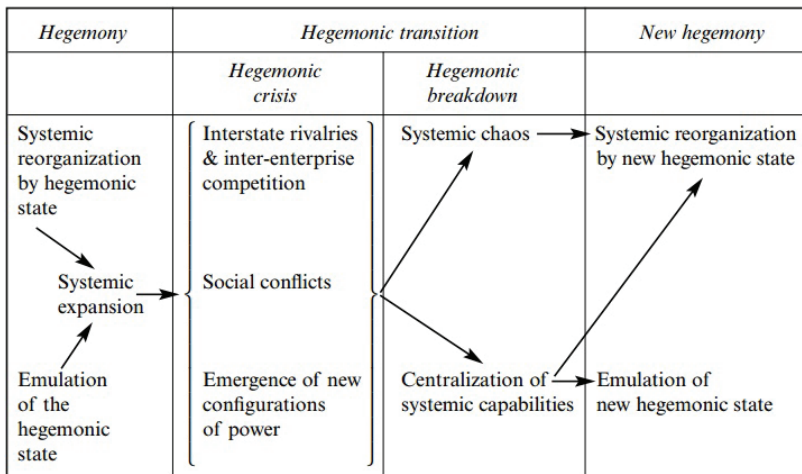 Hegemony
Hegemonic transition
New hegemony
Hegemonic
crisis
Hegemonic
breakdown
Systemic
reorganization
by hegemonic
state
Systemic
expansion
Emulation
of the
hegemonic
state
Interstate rivalries
& inter-enterprise
competition
Social conflicts
Emergence of new
configurations
of power
Systemic chaos
Centralization of
systemic capabilities
Systemic reorganization
by new hegemonic state
Emulation of
new hegemonic state